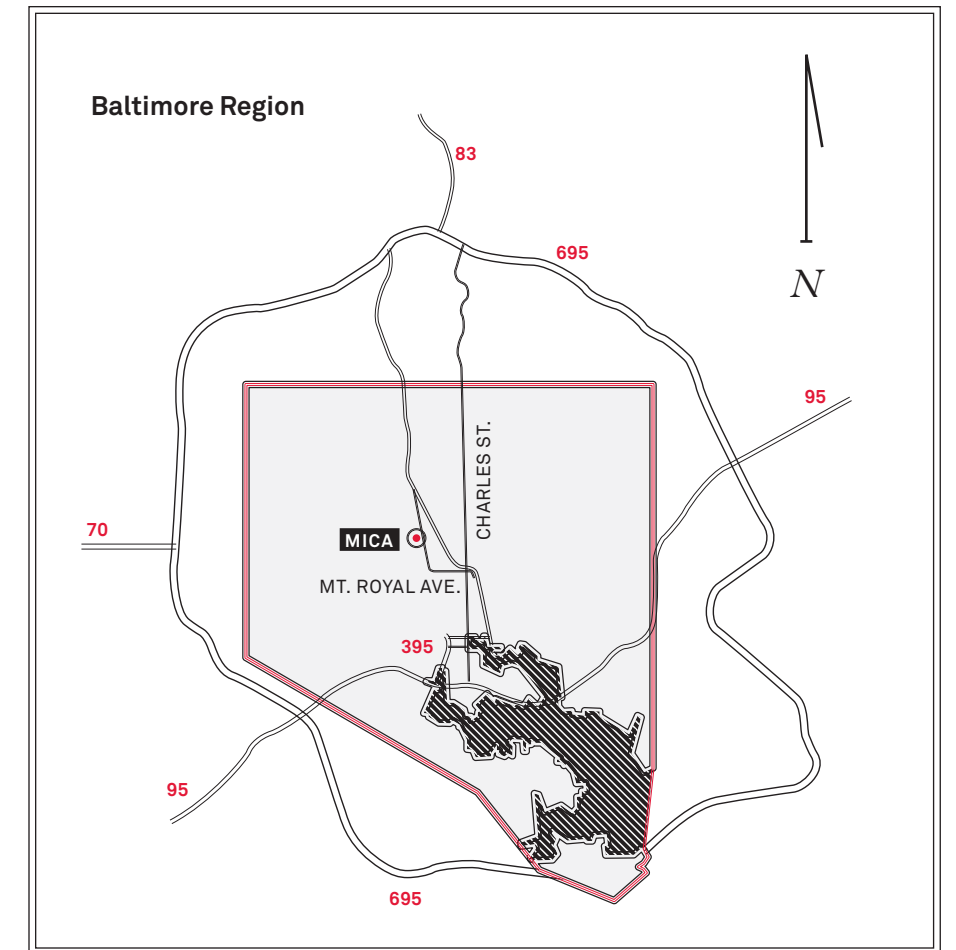 Baltimore Region
83
695
N
95
CHARLES ST.
70
MICA
MT. ROYAL AVE.
395
95
695